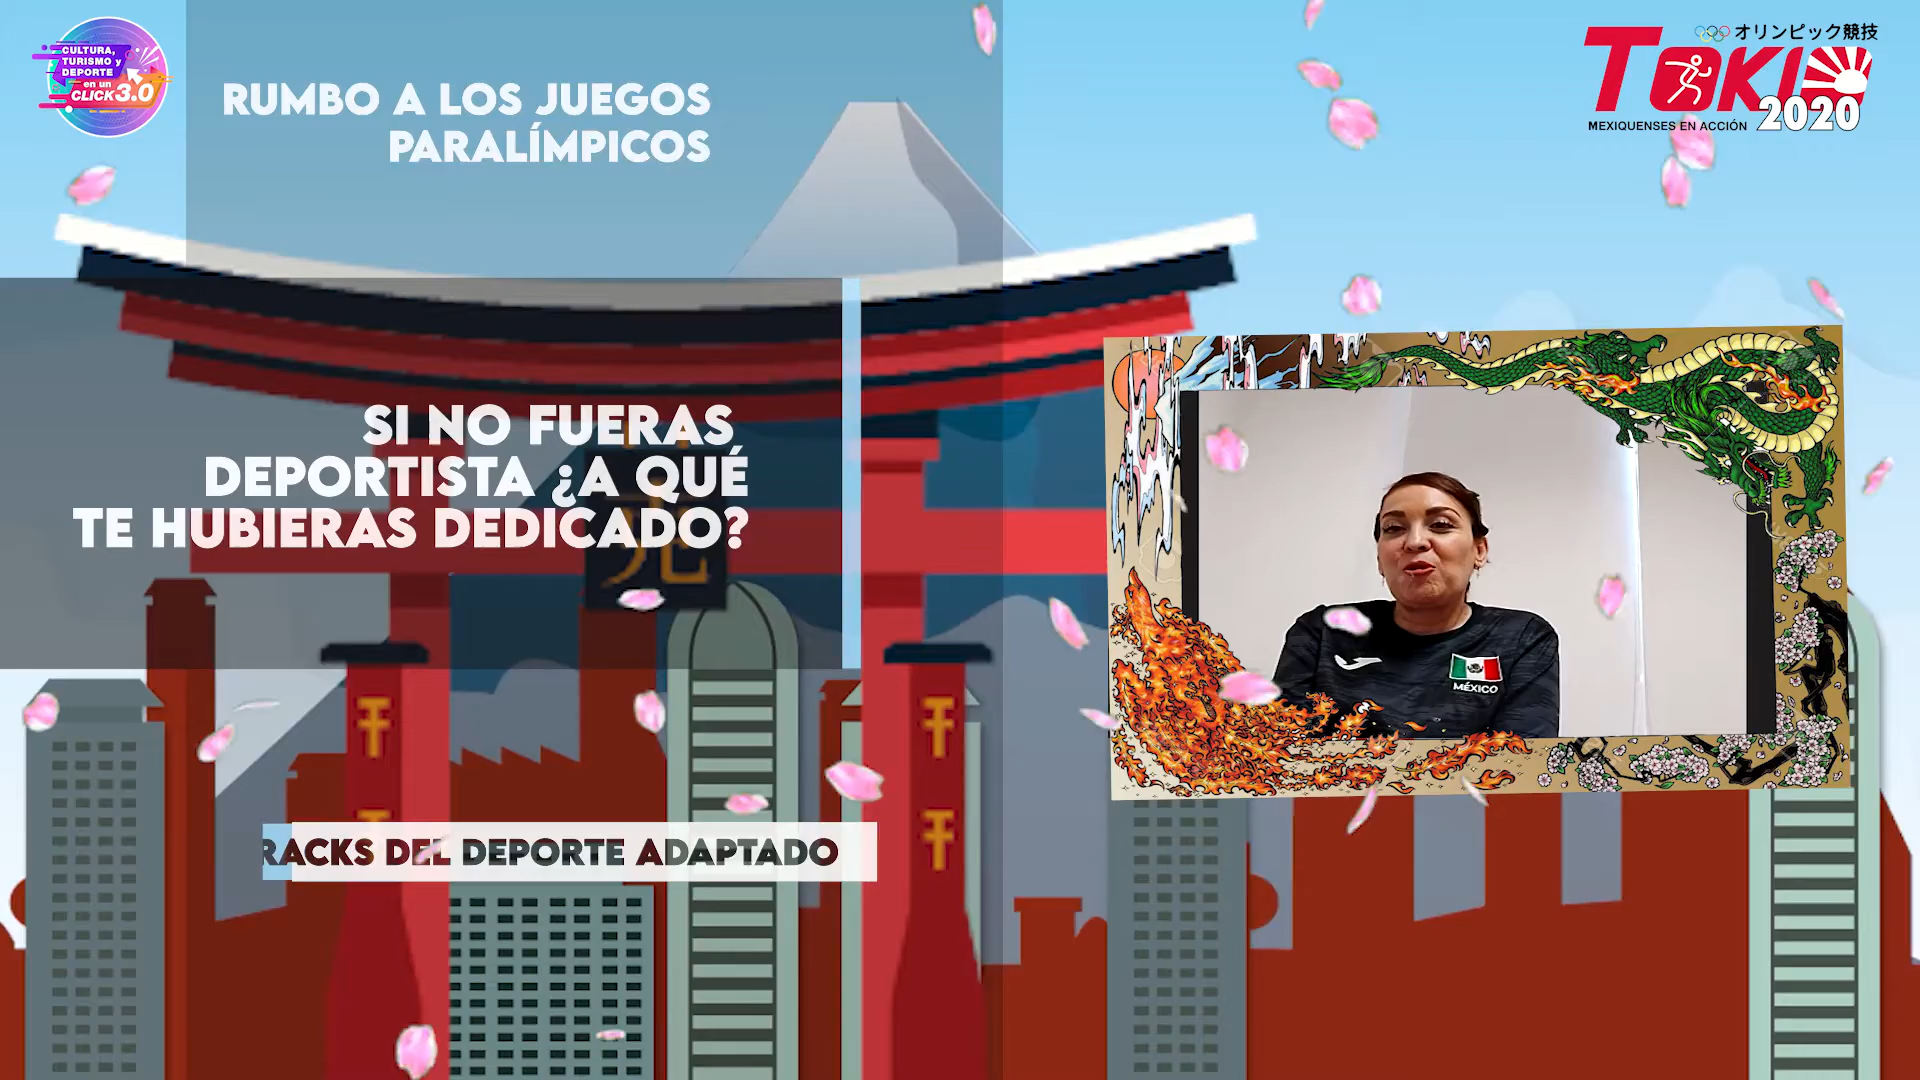 CULTURA,
TURISMO y
DEPORTE
en un
CLICK 3.0
RUMBO A LOS JUEGOS
PARALÍMPICOS
オリンピック競技
TOKIO
2020
MEXIQUENSES EN ACCIÓN
SI NO FUERAS
DEPORTISTA ¿A QUÉ
TE HUBIERAS DEDICADO?
MÉXICO
RACKS DEL DEPORTE ADAPTADO